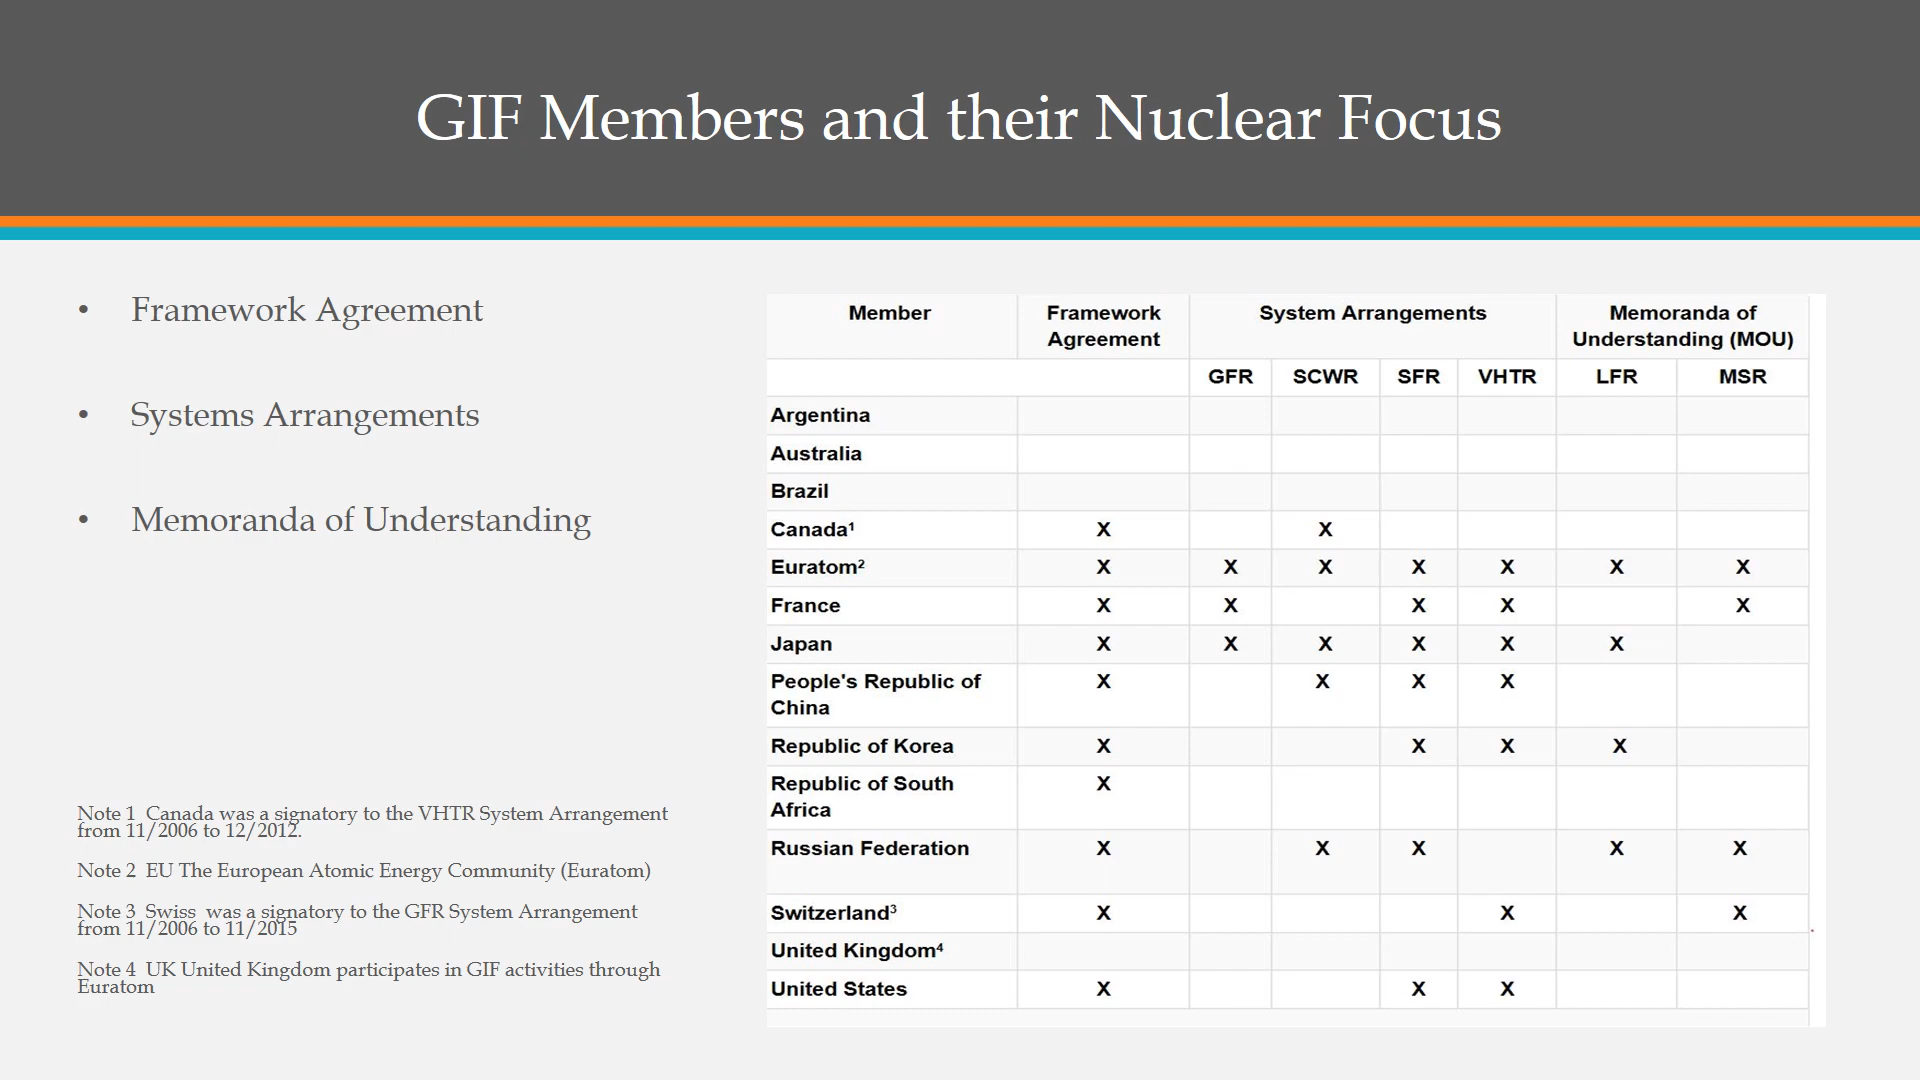 GIF Members and their Nuclear Focus
• Framework Agreement
• Systems Arrangements
• Memoranda of Understanding
Note 1 Canada was a signatory to the VHTR System Arrangement
from 11/2006 to 12/2012.
Note 2 EU The European Atomic Energy Community (Euratom)
Note 3 Swiss was a signatory to the GFR System Arrangement
from 11/2006 to 11/2015
Note 4 UK United Kingdom participates in GIF activities through
Euratom
Member Framework System Arrangements Memoranda of
Agreement Understanding (MOU)
GFR SCWR SFR VHTR LFR MSR
Argentina
Australia
Brazil
Canada¹ X X
Euratom² X X X X X X X
France X X X X X
Japan X X X X X X
People's Republic of X X X X
China
Republic of Korea X X X X
Republic of South X
Africa
Russian Federation X X X X X
Switzerland³ X X X
United Kingdom⁴
United States X X X